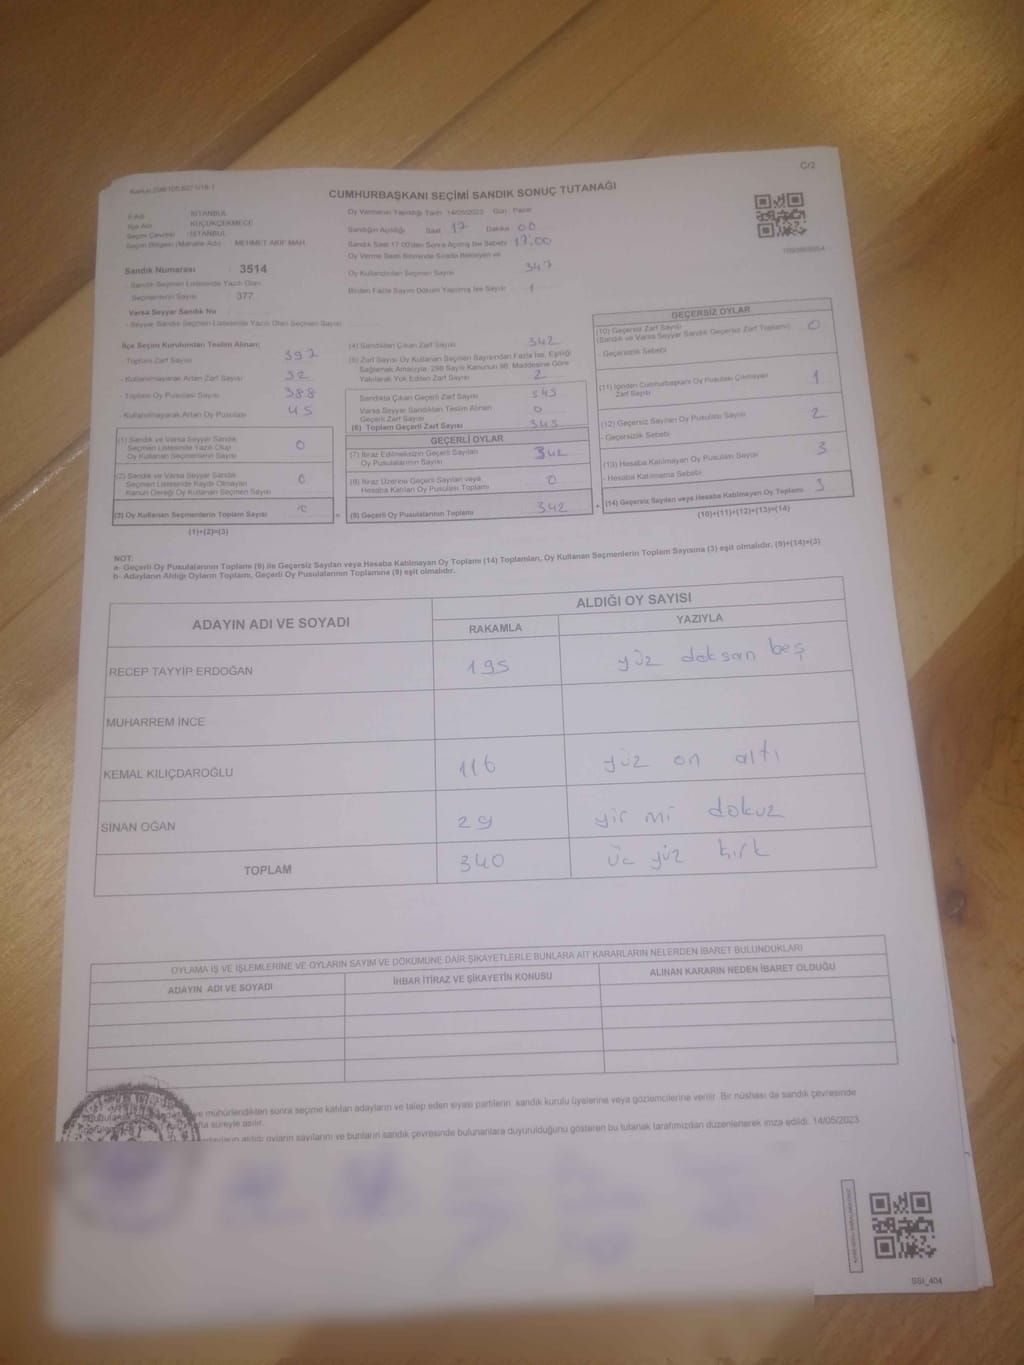 C/2
CUMHURBAŞKANI SEÇİMİ SANDIK SONUÇ TUTANAĞI
İl Adı : İSTANBUL
İlçe Adı : KÜÇÜKÇEKMECE
Seçim Çevresi : İSTANBUL
Seçim Bölgesi (Mahalle Adı) : MEHMET AKİF MAH.
Sandık Numarası : 3514
- Sandık Seçmen Listesinde Yazılı Olan
Seçmenlerin Sayısı : 377
Varsa Seyyar Sandık No
- Seyyar Sandık Seçmen Listesinde Yazılı Olan Seçmen Sayısı
Oy Vermenin Yapıldığı Tarih 14/05/2023 Gün : Pazar
Sandığın Açıldığı Saat 17 Dakika 00
Sandık Saat 17:00'den Sonra Açılmış İse Sebebi 17:00
Oy Verme Saati Bitiminde Sırada Bekleyen ve
Oy Kullandırılan Seçmen Sayısı 347
Birden Fazla Sayım Döküm Yapılmış İse Sayısı 1
İlçe Seçim Kurulundan Teslim Alınan;
- Toplam Zarf Sayısı 397
- Kullanılmayarak Artan Zarf Sayısı 32
- Toplam Oy Pusulası Sayısı 388
- Kullanılmayarak Artan Oy Pusulası 45
(1) Sandık ve Varsa Seyyar Sandık
Seçmen Listesinde Yazılı Olup
Oy Kullanan Seçmenlerin Sayısı 0
(2) Sandık ve Varsa Seyyar Sandık
Seçmen Listesinde Kaydı Olmayan
Kanun Gereği Oy Kullanan Seçmen Sayısı 0
(3) Oy Kullanan Seçmenlerin Toplam Sayısı
(1)+(2)=(3)
(4) Sandıktan Çıkan Zarf Sayısı 342
(5) Zarf Sayısı Oy Kullanan Seçmen Sayısından Fazla İse, Eşitliği
Sağlamak Amacıyla, 298 Sayılı Kanunun 98. Maddesine Göre
Yakılarak Yok Edilen Zarf Sayısı 2
Sandıkta Çıkan Geçerli Zarf Sayısı 345
Varsa Seyyar Sandıktan Teslim Alınan
Geçerli Zarf Sayısı 0
(6) Toplam Geçerli Zarf Sayısı 345
GEÇERLİ OYLAR
(7) İtiraz Edilmeksizin Geçerli Sayılan
Oy Pusulalarının Sayısı 342
(8) İtiraz Üzerine Geçerli Sayılan veya
Hesaba Katılan Oy Pusulası Toplamı 0
(9) Geçerli Oy Pusulalarının Toplamı 342
GEÇERSİZ OYLAR
(10) Geçersiz Zarf Sayısı
(Sandık ve Varsa Seyyar Sandık Geçersiz Zarf Toplamı) 0
- Geçersizlik Sebebi
(11) İçinden Cumhurbaşkanı Oy Pusulası Çıkmayan
Zarf Sayısı 1
(12) Geçersiz Sayılan Oy Pusulası Sayısı 2
- Geçersizlik Sebebi
(13) Hesaba Katılmayan Oy Pusulası Sayısı 3
- Hesaba Katılmama Sebebi
(14) Geçersiz Sayılan veya Hesaba Katılmayan Oy Toplamı 3
(10)+(11)+(12)+(13)=(14)
NOT:
a- Geçerli Oy Pusulalarının Toplamı (9) ile Geçersiz Sayılan veya Hesaba Katılmayan Oy Toplamı (14) Toplamları, Oy Kullanan Seçmenlerin Toplam Sayısına (3) eşit olmalıdır. (9)+(14)=(3)
b- Adayların Aldığı Oyların Toplamı, Geçerli Oy Pusulalarının Toplamına (9) eşit olmalıdır.
ADAYIN ADI VE SOYADI ALDIĞI OY SAYISI
RAKAMLA YAZIYLA
RECEP TAYYİP ERDOĞAN 195 yüz doksan beş
MUHARREM İNCE
KEMAL KILIÇDAROĞLU 116 yüz on altı
SİNAN OĞAN 29 yirmi dokuz
TOPLAM 340 üç yüz kırk
OYLAMA İŞ VE İŞLEMLERİNE VE OYLARIN SAYIM VE DÖKÜMÜNE DAİR ŞİKAYETLERLE BUNLARA AİT KARARLARIN NELERDEN İBARET BULUNDUKLARI
ADAYIN ADI VE SOYADI İHBAR İTİRAZ VE ŞİKAYETİN KONUSU ALINAN KARARIN NEDEN İBARET OLDUĞU
ve mühürlendikten sonra seçime katılan adayların ve talep eden siyasi partilerin sandık kurulu üyelerine veya gözlemcilerine verilir. Bir nüshası da sandık çevresinde
süreyle asılır.
aldığı oyların sayılarını ve bunların sandık çevresinde bulunanlara duyurulduğunu gösteren bu tutanak tarafımızdan düzenlenerek imza edildi. 14/05/2023
SSI_404